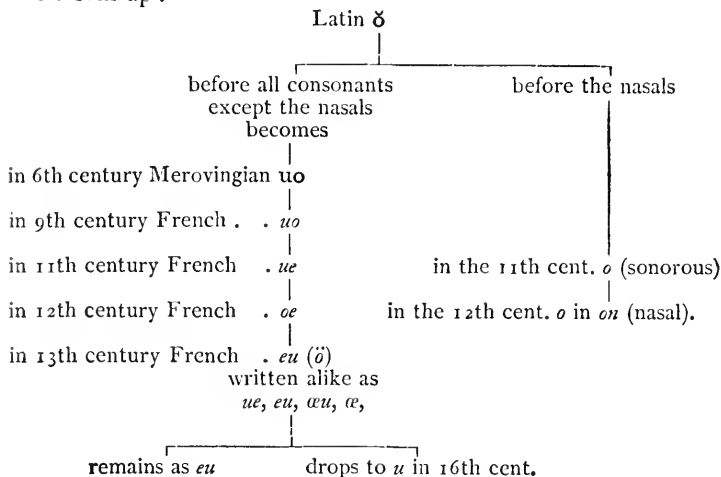 Latin ŏ
before all consonants
except the nasals
becomes
before the nasals
in 6th century Merovingian uo
in 9th century French . . uo
in 11th century French . ue
in the 11th cent. o (sonorous)
in 12th century French . oe
in the 12th cent. o in on (nasal).
in 13th century French . eu (ö)
written alike as
ue, eu, œu, œ,
remains as eu
drops to u in 16th cent.